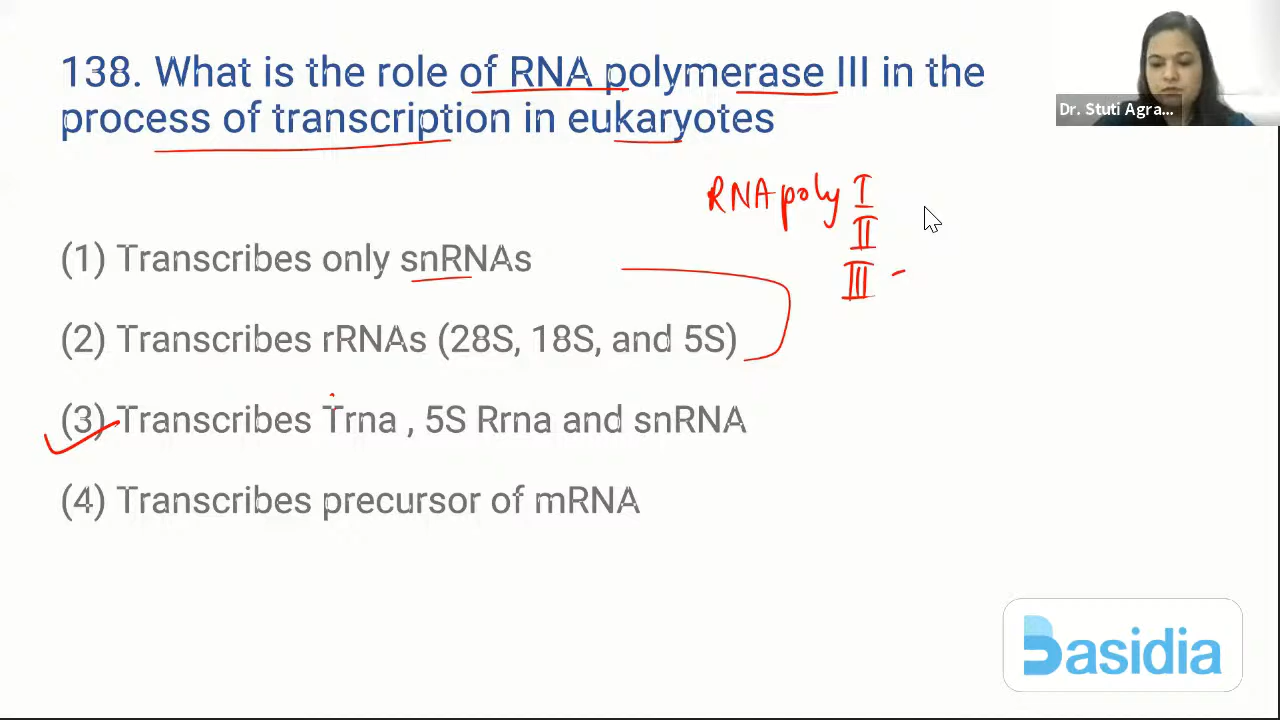 138. What is the role of RNA polymerase III in the
process of transcription in eukaryotes
Dr. Stuti Agra...
RNA poly I
II
III -
(1) Transcribes only snRNAs
(2) Transcribes rRNAs (28S, 18S, and 5S)
(3) Transcribes Trna , 5S Rrna and snRNA
(4) Transcribes precursor of mRNA
Basidia